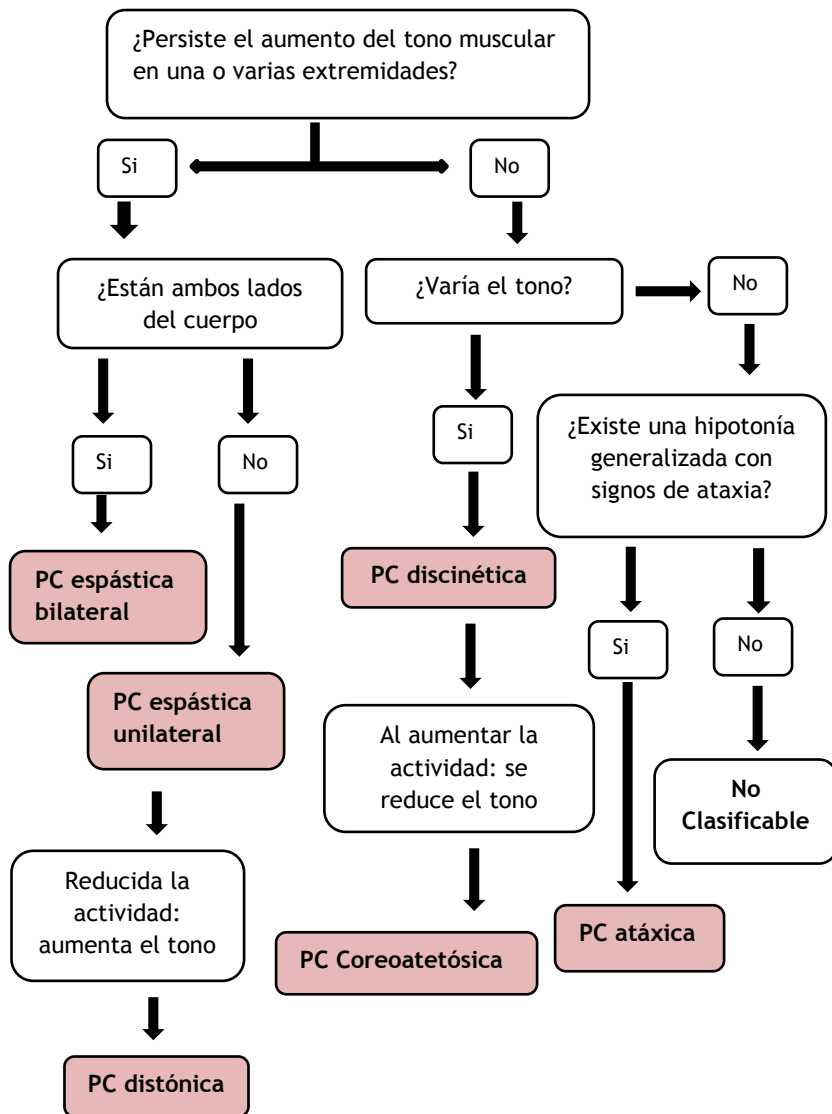 ¿Persiste el aumento del tono muscular
en una o varias extremidades?
Si
No
¿Están ambos lados
del cuerpo
¿Varía el tono?
No
Si
No
Si
¿Existe una hipotonía
generalizada con
signos de ataxia?
PC espástica
bilateral
PC discinética
Si
No
PC espástica
unilateral
Al aumentar la
actividad: se
reduce el tono
No
Clasificable
Reducida la
actividad:
aumenta el tono
PC Coreoatetósica
PC atáxica
PC distónica